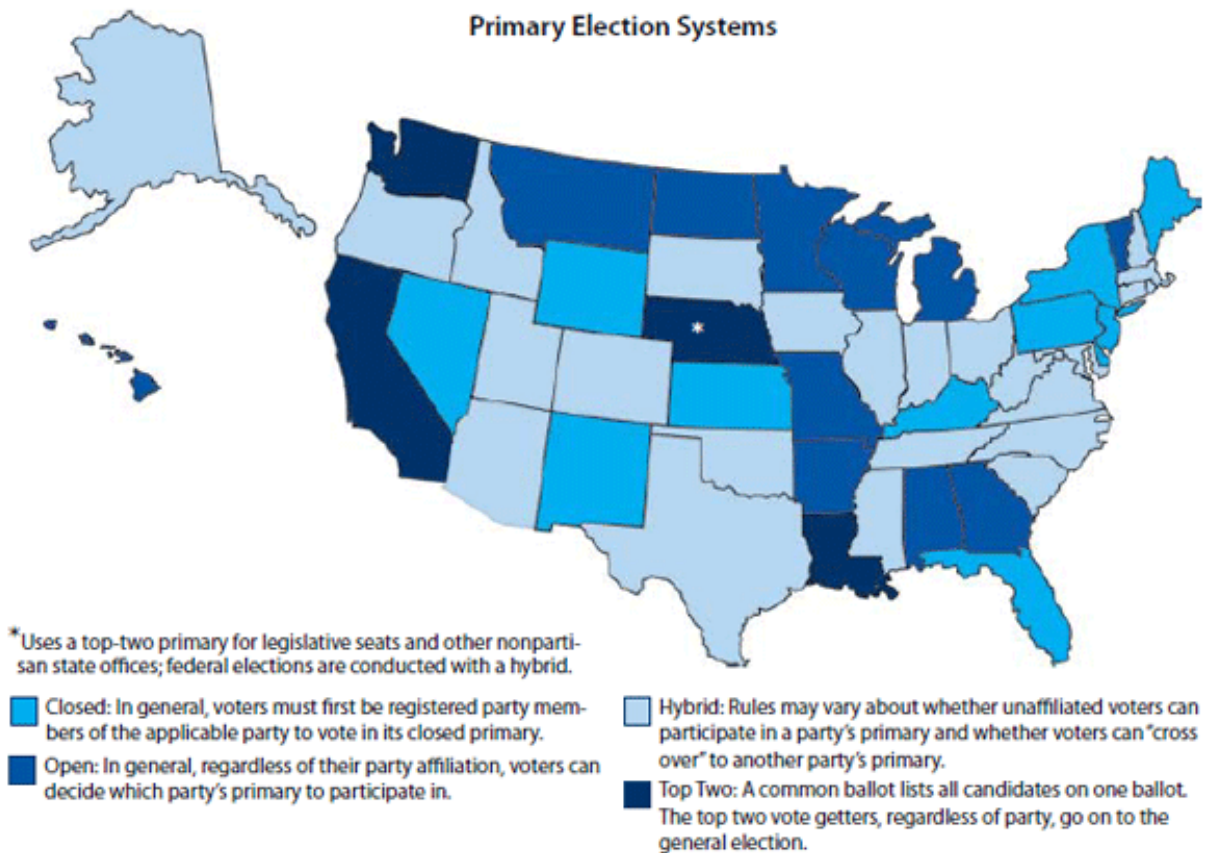 Primary Election Systems
*
*Uses a top-two primary for legislative seats and other nonparti-
san state offices; federal elections are conducted with a hybrid.
Closed: In general, voters must first be registered party mem-
bers of the applicable party to vote in its closed primary.
Open: In general, regardless of their party affiliation, voters can
decide which party's primary to participate in.
Hybrid: Rules may vary about whether unaffiliated voters can
participate in a party's primary and whether voters can "cross
over" to another party's primary.
Top Two: A common ballot lists all candidates on one ballot.
The top two vote getters, regardless of party, go on to the
general election.